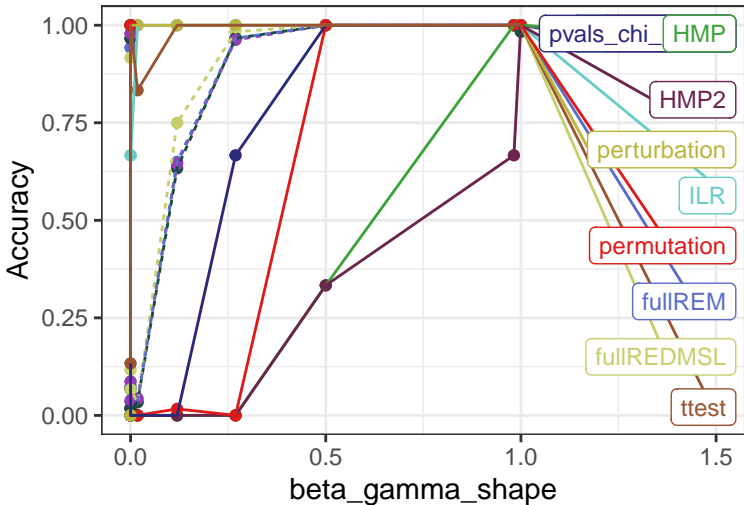 1.00
pvals_chi_
HMP
HMP2
0.75
perturbation
ILR
Accuracy
0.50
permutation
fullREM
0.25
fullREDMSL
ttest
0.00
0.0
0.5
1.0
1.5
beta_gamma_shape